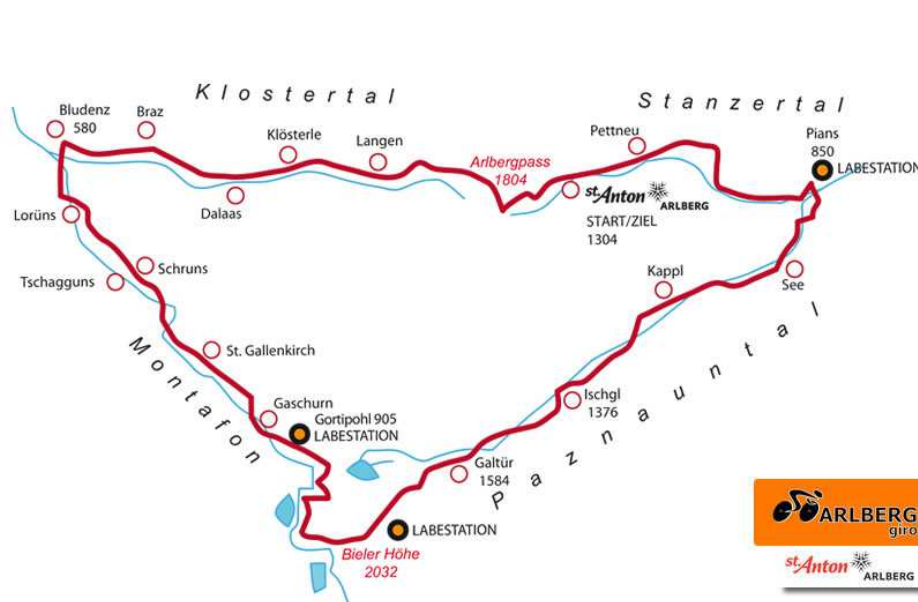 Klostertal
Stanzertal
Bludenz
580
Braz
Klösterle
Langen
Dalaas
Arlbergpass
1804
Pettneu
Pians
850
LABESTATION
st.Anton
ARLBERG
START/ZIEL
1304
Lorüns
Tschagguns
Schruns
Kappl
See
Montafon
St. Gallenkirch
Paznauntal
Gaschurn
Gortipohl 905
LABESTATION
Ischgl
1376
Galtür
1584
LABESTATION
Bieler Höhe
2032
ARLBERG
giro
st.Anton
ARLBERG